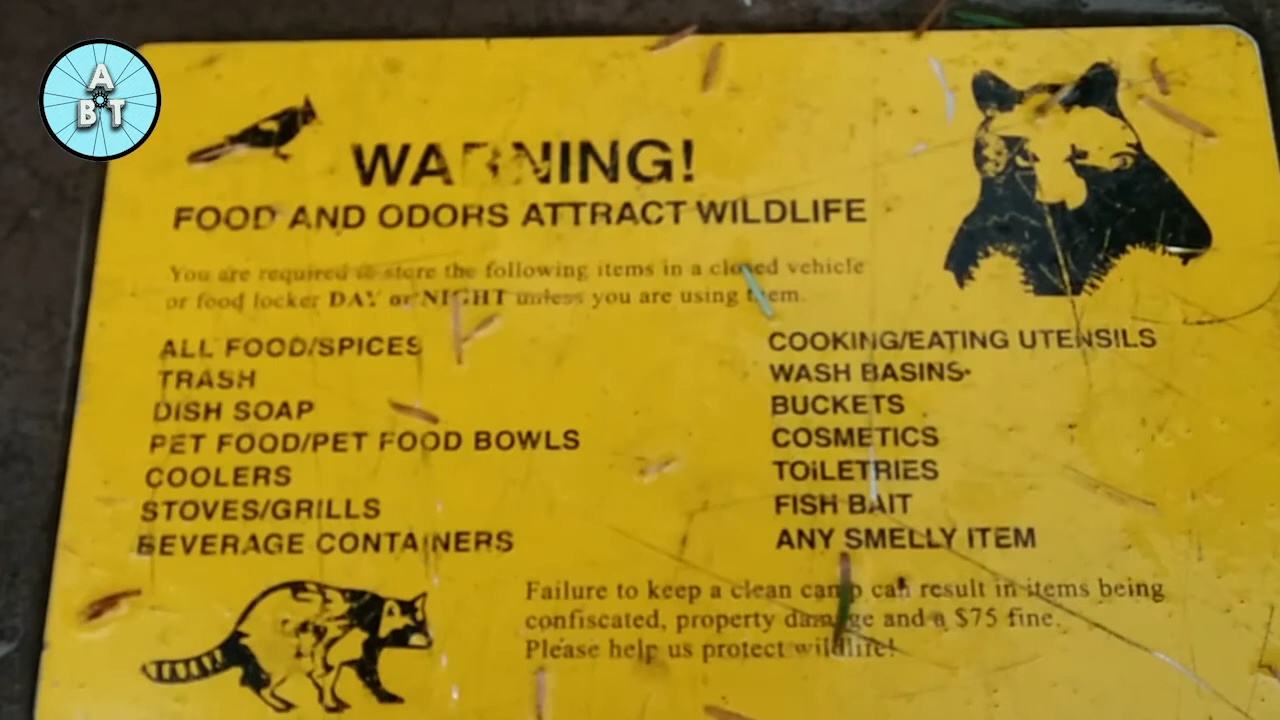 A
B T
WARNING!
FOOD AND ODORS ATTRACT WILDLIFE
You are required to store the following items in a closed vehicle
or food locker DAY or NIGHT unless you are using them.
ALL FOOD/SPICES
TRASH
DISH SOAP
PET FOOD/PET FOOD BOWLS
COOLERS
STOVES/GRILLS
BEVERAGE CONTAINERS
COOKING/EATING UTENSILS
WASH BASINS
BUCKETS
COSMETICS
TOILETRIES
FISH BAIT
ANY SMELLY ITEM
Failure to keep a clean camp can result in items being
confiscated, property damage and a $75 fine.
Please help us protect wildlife!